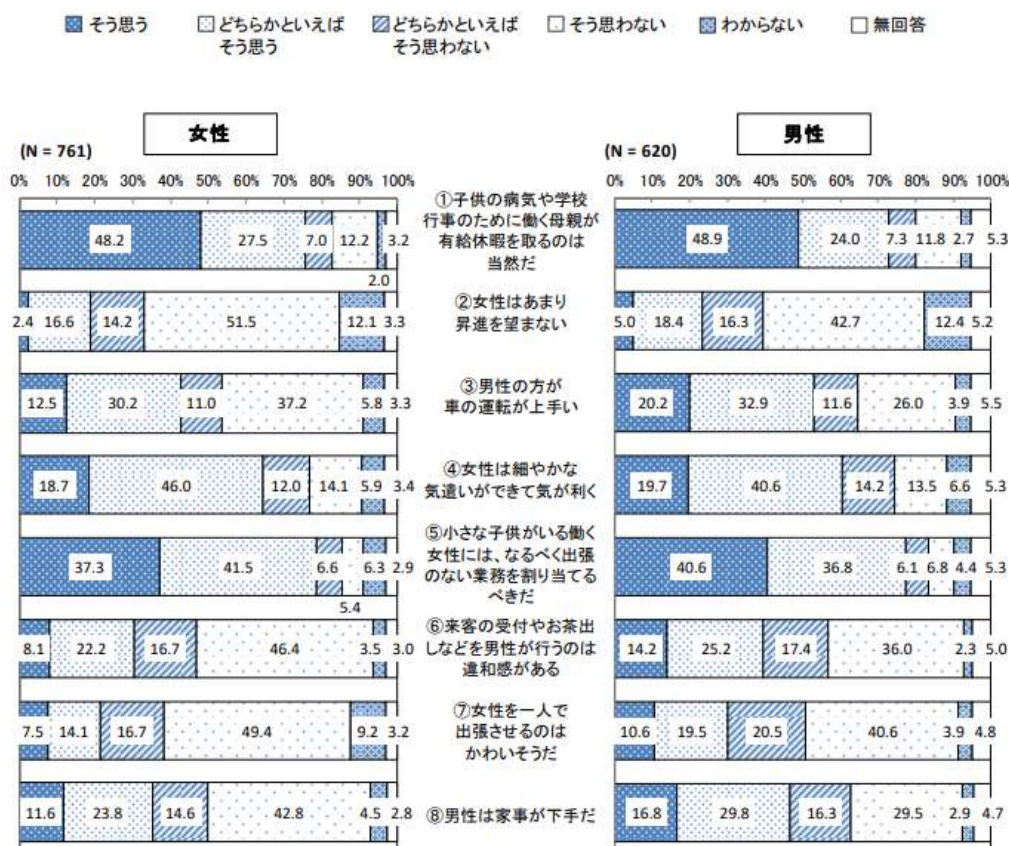 そう思う
どちらかといえば
そう思う
どちらかといえば
そう思わない
そう思わない
わからない
無回答
女性
(N = 761)
0% 10% 20% 30% 40% 50% 60% 70% 80% 90% 100%
男性
(N = 620)
0% 10% 20% 30% 40% 50% 60% 70% 80% 90% 100%
①子供の病気や学校
行事のために働く母親が
有給休暇を取るのは
当然だ
48.2 27.5 7.0 12.2 3.2
2.0
48.9 24.0 7.3 11.8 2.7 5.3
②女性はあまり
昇進を望まない
2.4 16.6 14.2 51.5 12.1 3.3
5.0 18.4 16.3 42.7 12.4 5.2
③男性の方が
車の運転が上手い
12.5 30.2 11.0 37.2 5.8 3.3
20.2 32.9 11.6 26.0 3.9 5.5
④女性は細やかな
気遣いができて気が利く
18.7 46.0 12.0 14.1 5.9 3.4
19.7 40.6 14.2 13.5 6.6 5.3
⑤小さな子供がいる働く
女性には、なるべく出張
のない業務を割り当てる
べきだ
37.3 41.5 6.6 6.3 2.9
5.4
40.6 36.8 6.1 6.8 4.4 5.3
⑥来客の受付やお茶出
しなどを男性が行うのは
違和感がある
8.1 22.2 16.7 46.4 3.5 3.0
14.2 25.2 17.4 36.0 2.3 5.0
⑦女性を一人で
出張させるのは
かわいそうだ
7.5 14.1 16.7 49.4 9.2 3.2
10.6 19.5 20.5 40.6 3.9 4.8
⑧男性は家事が下手だ
11.6 23.8 14.6 42.8 4.5 2.8
16.8 29.8 16.3 29.5 2.9 4.7